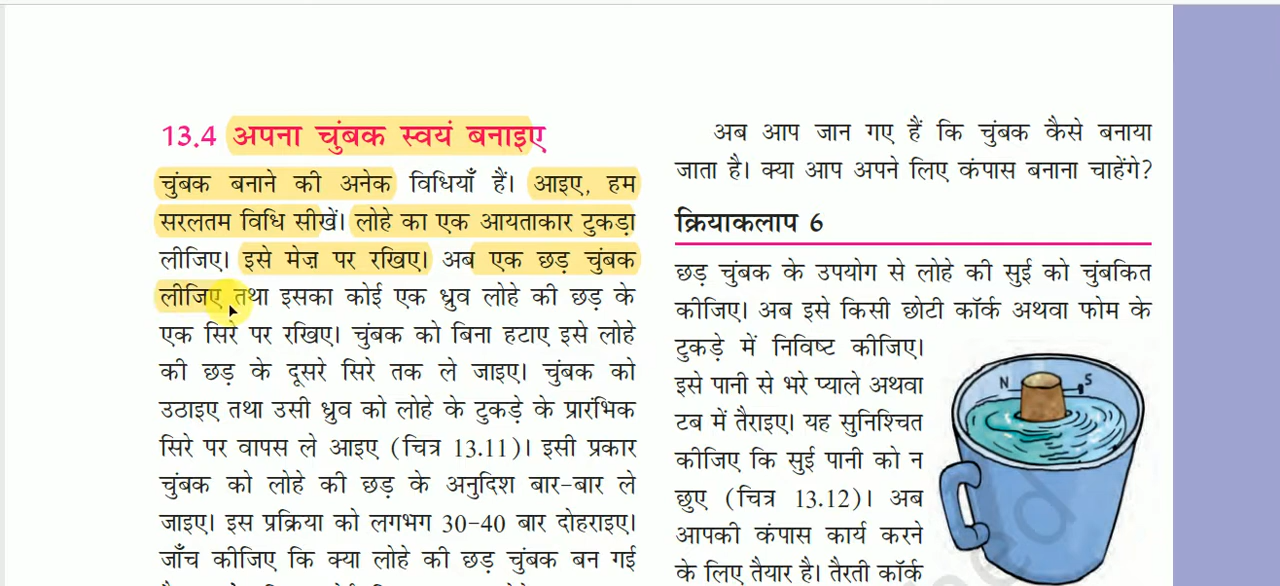 13.4 अपना चुंबक स्वयं बनाइए
चुंबक बनाने की अनेक विधियाँ हैं। आइए, हम
सरलतम विधि सीखें। लोहे का एक आयताकार टुकड़ा
लीजिए। इसे मेज़ पर रखिए। अब एक छड़ चुंबक
लीजिए तथा इसका कोई एक ध्रुव लोहे की छड़ के
एक सिरे पर रखिए। चुंबक को बिना हटाए इसे लोहे
की छड़ के दूसरे सिरे तक ले जाइए। चुंबक को
उठाइए तथा उसी ध्रुव को लोहे के टुकड़े के प्रारंभिक
सिरे पर वापस ले आइए (चित्र 13.11)। इसी प्रकार
चुंबक को लोहे की छड़ के अनुदिश बार-बार ले
जाइए। इस प्रक्रिया को लगभग 30-40 बार दोहराइए।
जाँच कीजिए कि क्या लोहे की छड़ चुंबक बन गई
अब आप जान गए हैं कि चुंबक कैसे बनाया
जाता है। क्या आप अपने लिए कंपास बनाना चाहेंगे?
क्रियाकलाप 6
छड़ चुंबक के उपयोग से लोहे की सुई को चुंबकित
कीजिए। अब इसे किसी छोटी कॉर्क अथवा फोम के
टुकड़े में निविष्ट कीजिए।
इसे पानी से भरे प्याले अथवा
टब में तैराइए। यह सुनिश्चित
कीजिए कि सुई पानी को न
छुए (चित्र 13.12)। अब
आपकी कंपास कार्य करने
के लिए तैयार है। तैरती कॉर्क
N S